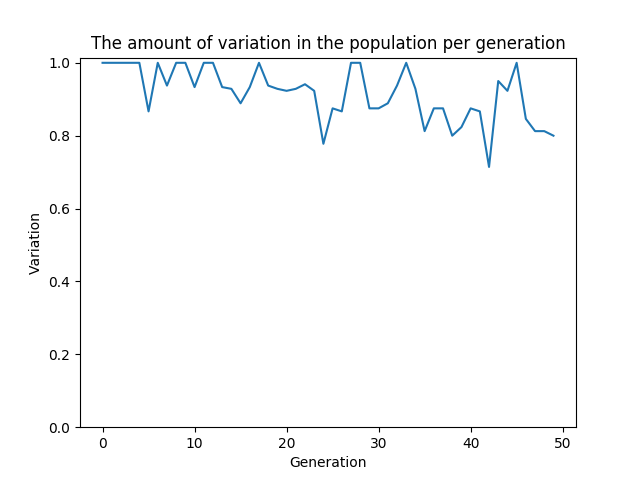 The amount of variation in the population per generation
1.0
0.8
0.6
0.4
0.2
0.0
Variation
0 10 20 30 40 50
Generation